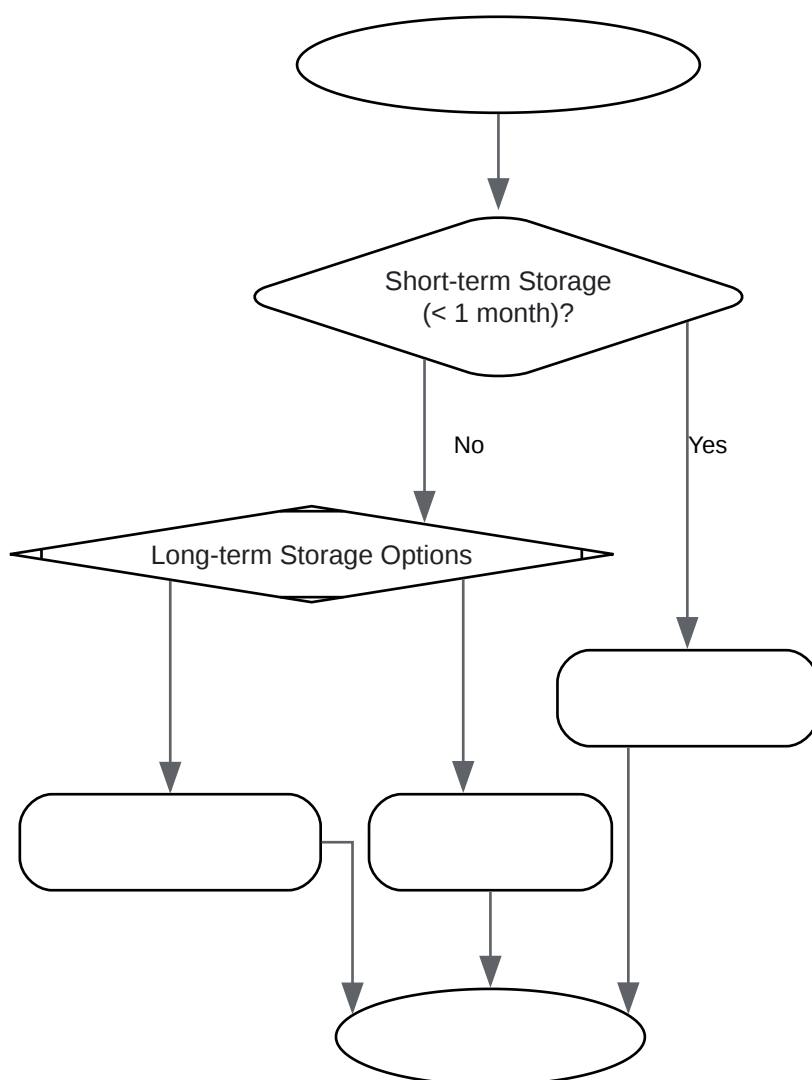 Short-term Storage
(< 1 month)?
No
Yes
Long-term Storage Options